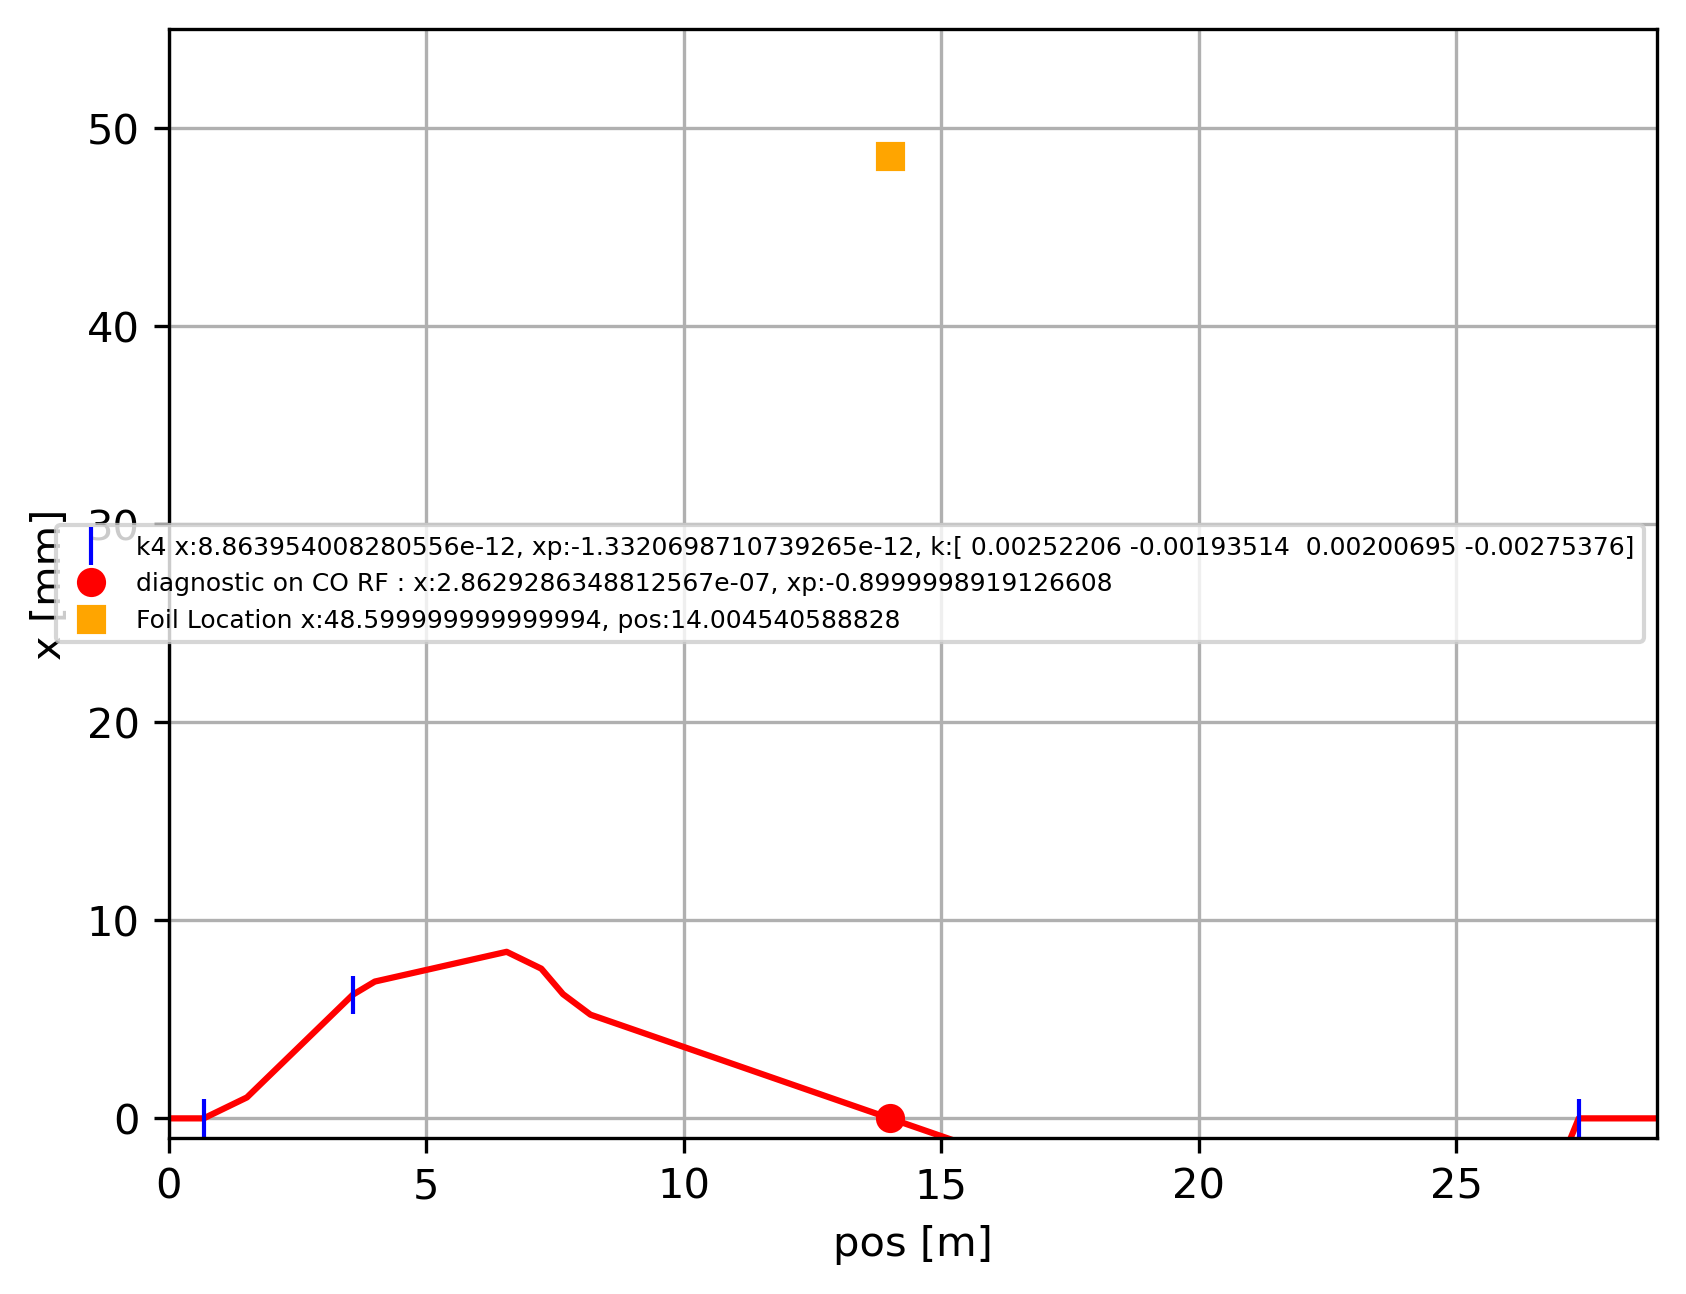 50
40
30
20
10
0
x [mm]
k4 x:8.863954008280556e-12, xp:-1.3320698710739265e-12, k:[ 0.00252206 -0.00193514  0.00200695 -0.00275376]
diagnostic on CO RF : x:2.8629286348812567e-07, xp:-0.8999998919126608
Foil Location x:48.599999999999994, pos:14.004540588828
0 5 10 15 20 25
pos [m]